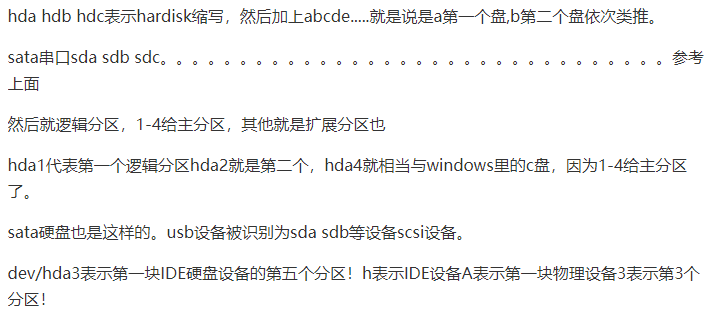 hda hdb hdc表示hardisk缩写，然后加上abcde.....就是说是a第一个盘,b第二个盘依次类推。
sata串口sda sdb sdc。。。。。。。。。。。。。。。。。。。。。。。。。。。。。。。。。参考
上面
然后就逻辑分区，1-4给主分区，其他就是扩展分区也
hda1代表第一个逻辑分区hda2就是第二个，hda4就相当与windows里的c盘，因为1-4给主分区
了。
sata硬盘也是这样的。usb设备被识别为sda sdb等设备scsi设备。
dev/hda3表示第一块IDE硬盘设备的第五个分区！h表示IDE设备A表示第一块物理设备3表示第3个
分区！